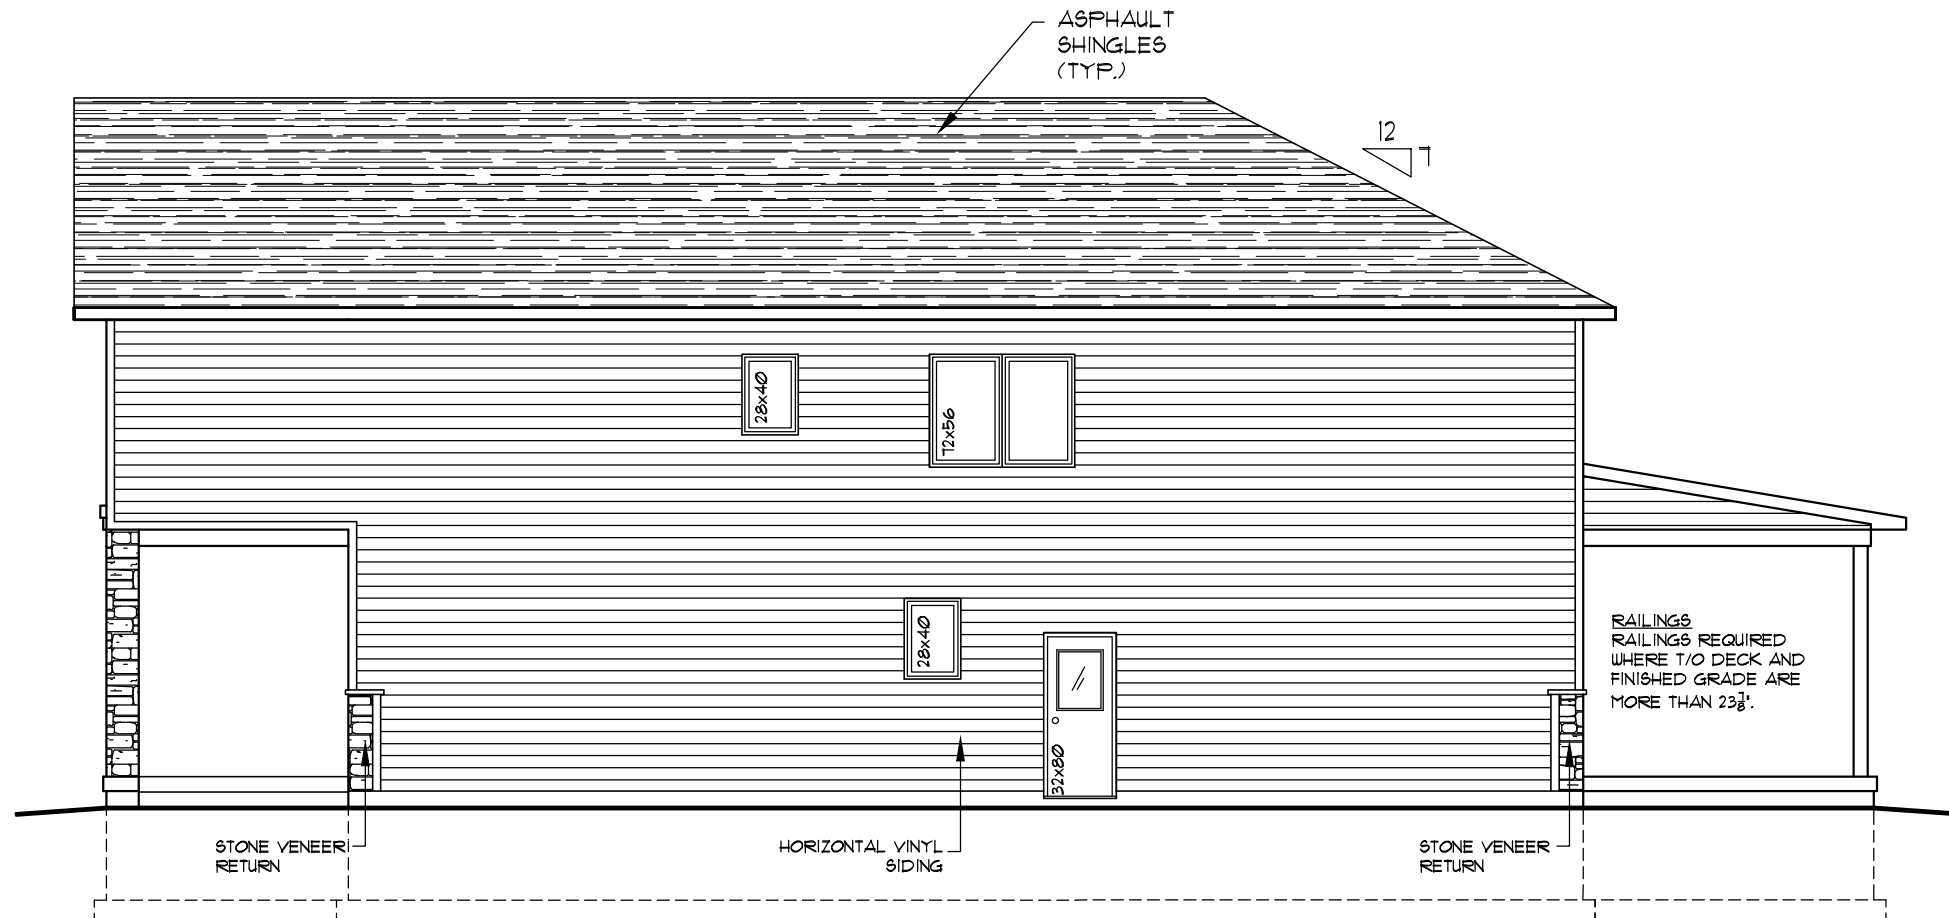 ASPHAULT
SHINGLES
(TYP.)
12
7
28x40
72x56
28x40
32x80
RAILINGS
RAILINGS REQUIRED
WHERE T/O DECK AND
FINISHED GRADE ARE
MORE THAN 23⅞".
STONE VENEER
RETURN
HORIZONTAL VINYL
SIDING
STONE VENEER
RETURN